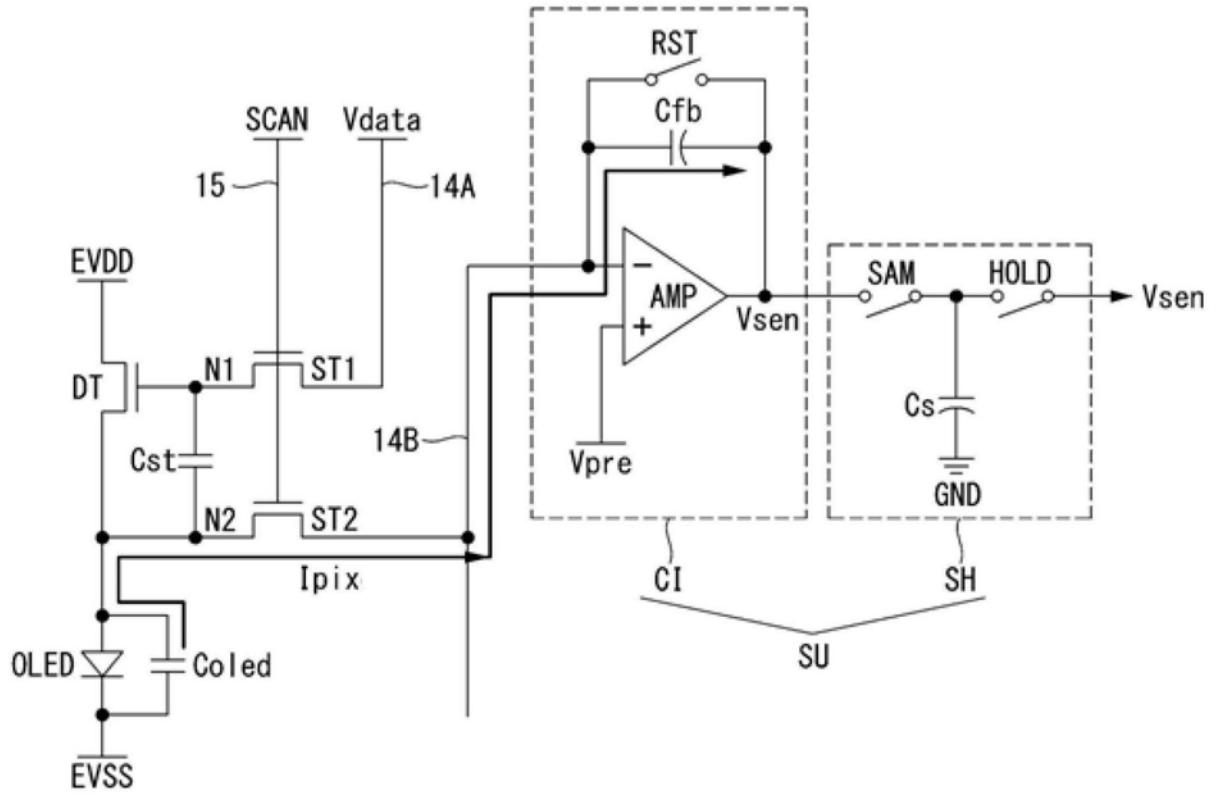 RST
Cfb
SCAN
Vdata
15
14A
EVDD
SAM
HOLD
−
AMP
Vsen
Vsen
+
N1
ST1
DT
14B
Cs
Cst
Vpre
GND
N2
ST2
Ipix
CI
SH
OLED
Coled
SU
EVSS